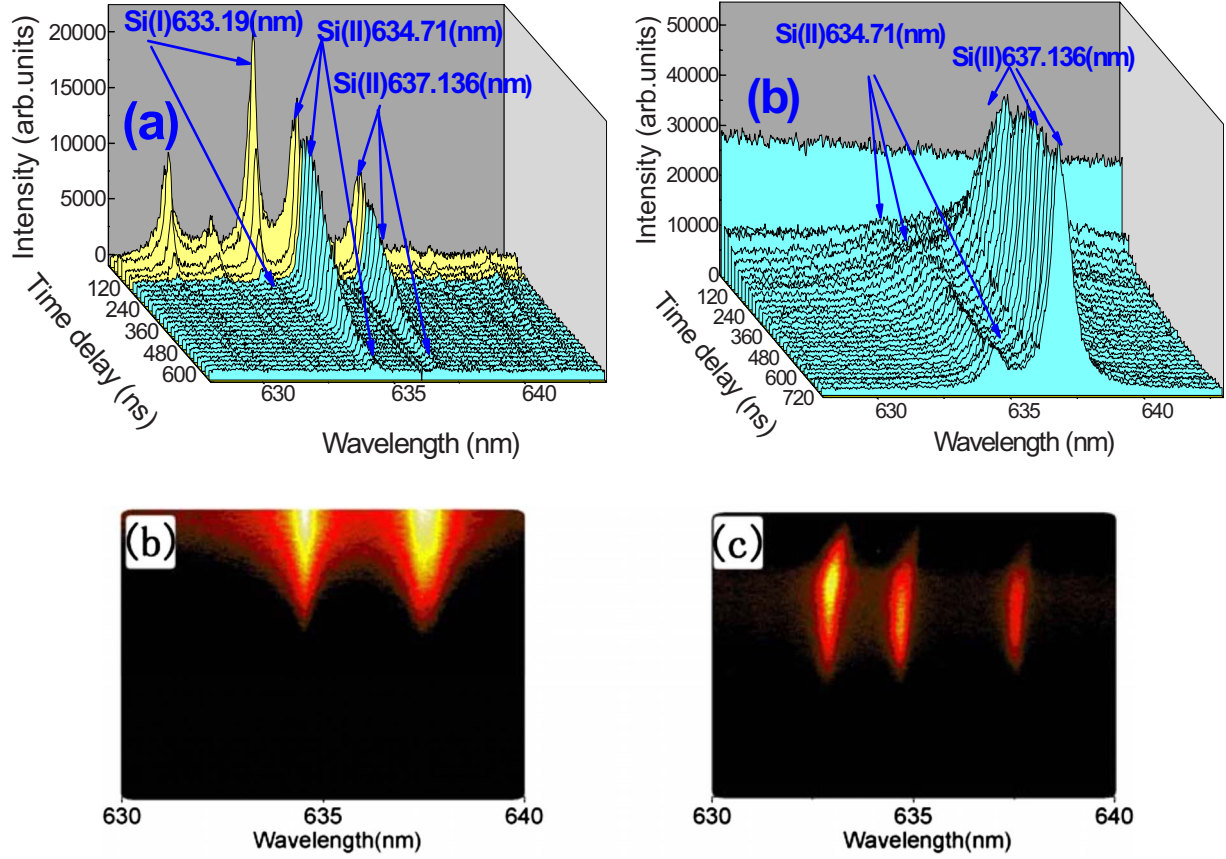 Si(I)633.19(nm)
Si(II)634.71(nm)
Si(II)637.136(nm)
(a)
Intensity (arb.units)
20000
15000
10000
5000
0
120
240
360
480
600
Time delay (ns)
630
635
640
Wavelength (nm)
Si(II)634.71(nm)
Si(II)637.136(nm)
(b)
Intensity (arb.units)
50000
40000
30000
20000
10000
0
120
240
360
480
600
720
Time delay (ns)
630
635
640
Wavelength (nm)
(b)
630
635
640
Wavelength(nm)
(c)
630
635
640
Wavelength(nm)